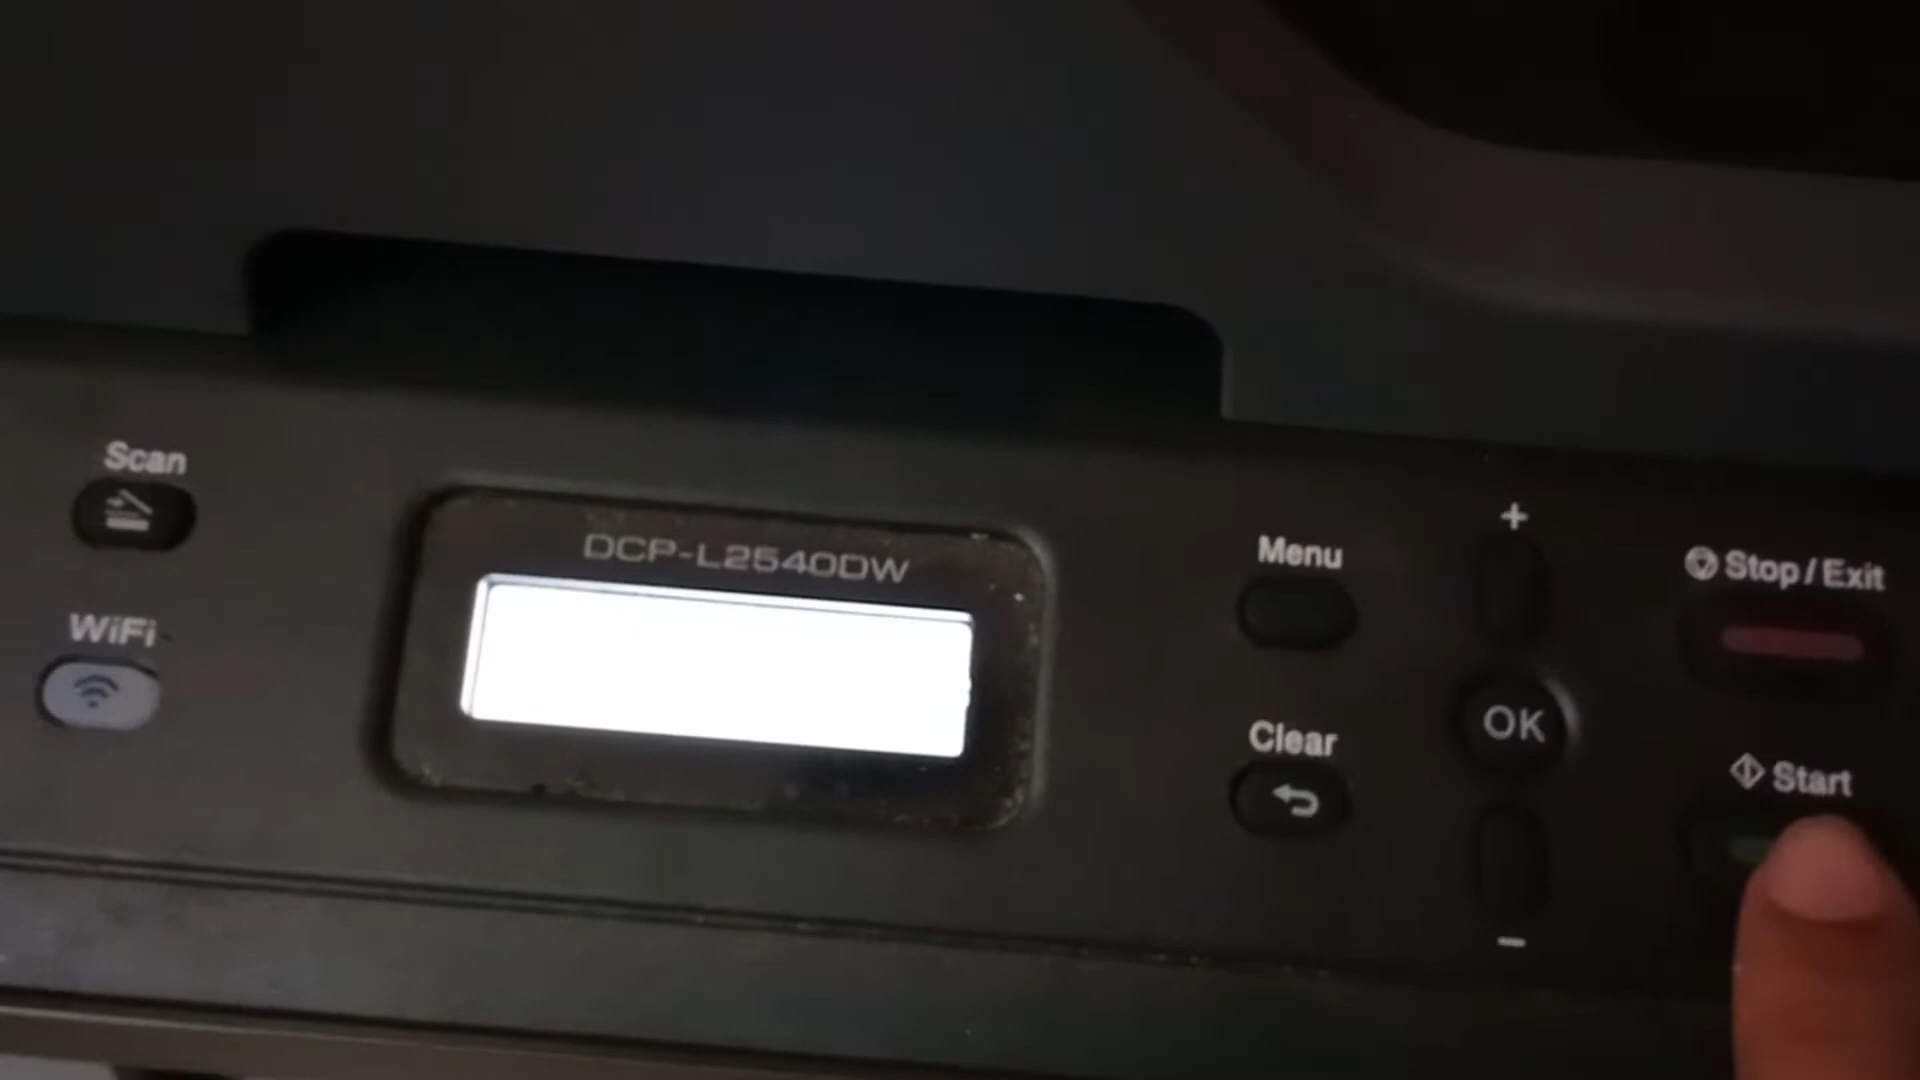 Scan
WiFi
DCP-L2540DW
Menu
Clear
+
OK
-
Stop / Exit
Start